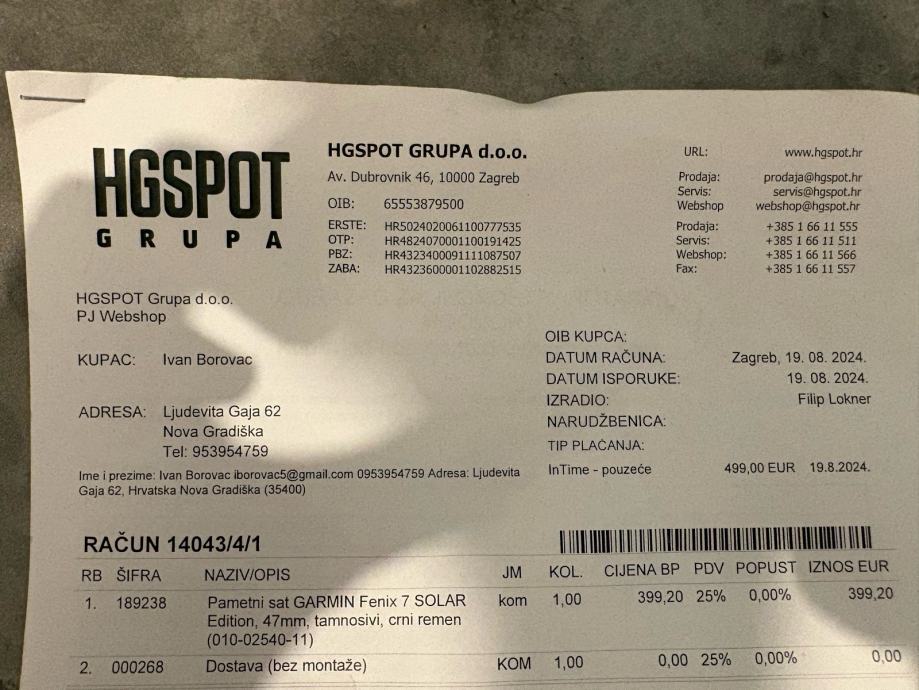 HGSPOT
GRUPA
HGSPOT GRUPA d.o.o.
Av. Dubrovnik 46, 10000 Zagreb
OIB: 65553879500
ERSTE: HR5024020061100777535
OTP: HR4824070001100191425
PBZ: HR4323400091111087507
ZABA: HR4323600001102882515
URL: www.hgspot.hr
Prodaja: prodaja@hgspot.hr
Servis: servis@hgspot.hr
Webshop webshop@hgspot.hr
Prodaja: +385 1 66 11 555
Servis: +385 1 66 11 511
Webshop: +385 1 66 11 566
Fax: +385 1 66 11 557
HGSPOT Grupa d.o.o.
PJ Webshop
KUPAC: Ivan Borovac
ADRESA: Ljudevita Gaja 62
Nova Gradiška
Tel: 953954759
Ime i prezime: Ivan Borovac iborovac5@gmail.com 0953954759 Adresa: Ljudevita
Gaja 62, Hrvatska Nova Gradiška (35400)
OIB KUPCA:
DATUM RAČUNA: Zagreb, 19. 08. 2024.
DATUM ISPORUKE: 19. 08. 2024.
IZRADIO: Filip Lokner
NARUDŽBENICA:
TIP PLAĆANJA:
InTime - pouzeće 499,00 EUR 19.8.2024.
RAČUN 14043/4/1
RB ŠIFRA NAZIV/OPIS JM KOL. CIJENA BP PDV POPUST IZNOS EUR
1. 189238 Pametni sat GARMIN Fenix 7 SOLAR kom 1,00 399,20 25% 0,00% 399,20
Edition, 47mm, tamnosivi, crni remen
(010-02540-11)
2. 000268 Dostava (bez montaže) KOM 1,00 0,00 25% 0,00% 0,00